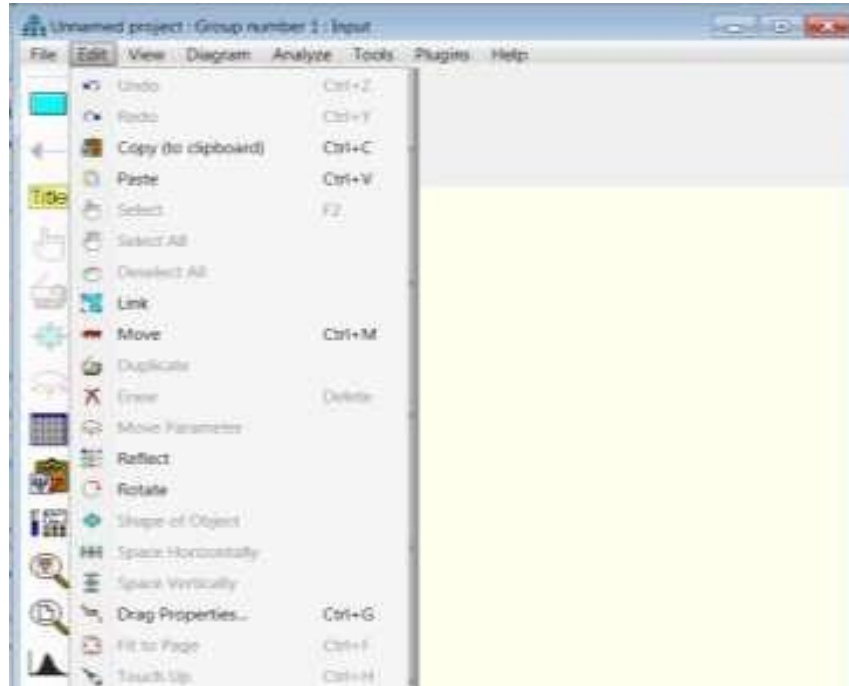 Unnamed project : Group number 1 : Input
File Edit View Diagram Analyze Tools Plugins Help
Undo Ctrl+Z
Redo Ctrl+Y
Copy (to clipboard) Ctrl+C
Paste Ctrl+V
Title
Select F2
Select All
Deselect All
Link
Move Ctrl+M
Duplicate
Erase Delete
Move Parameter
Reflect
Rotate
Shape of Object
Space Horizontally
Space Vertically
Drag Properties... Ctrl+G
Fit to Page Ctrl+F
Touch Up Ctrl+H